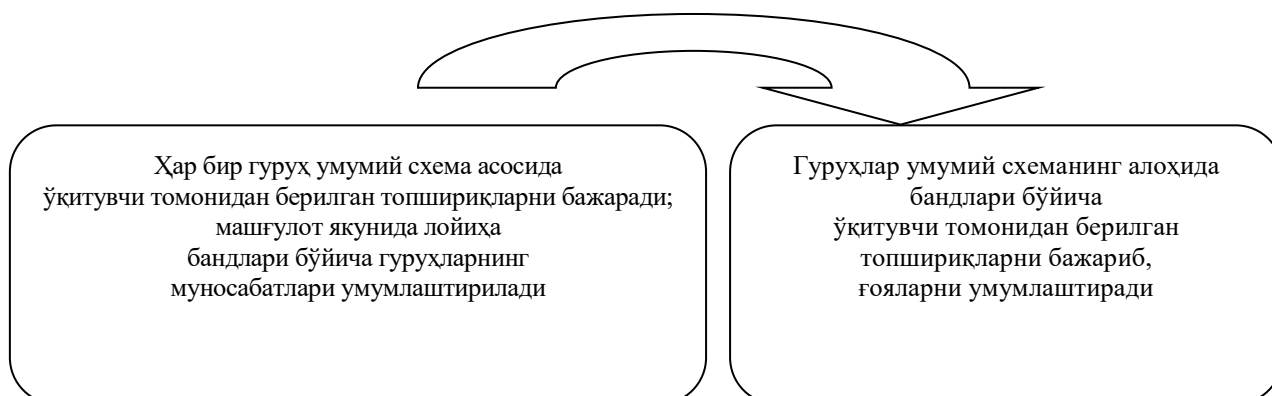 Ҳар бир гуруҳ умумий схема асосида
ўқитувчи томонидан берилган топшириқларни бажаради;
машғулот якунида лойиҳа
бандлари бўйича гуруҳларнинг
муносабатлари умумлаштирилади
Гуруҳлар умумий схеманинг алоҳида
бандлари бўйича
ўқитувчи томонидан берилган
топшириқларни бажариб,
ғояларни умумлаштиради